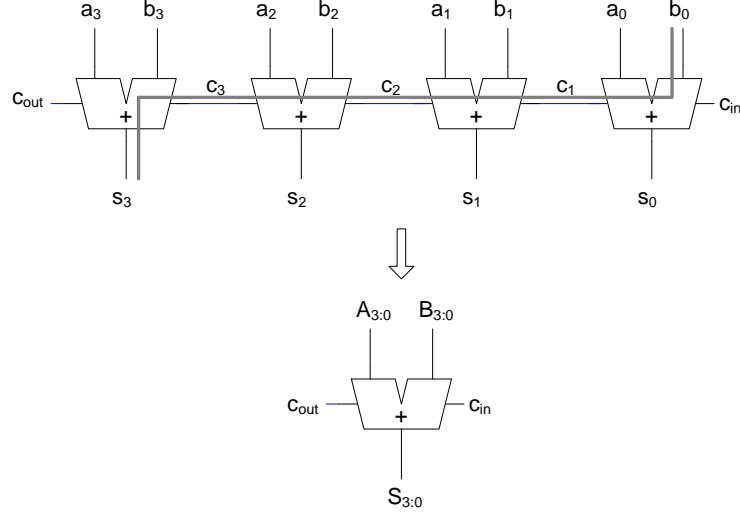 a3 b3 a2 b2 a1 b1 a0 b0
cout c3 c2 c1 cin
+ + + +
s3 s2 s1 s0
A3:0 B3:0
cout + cin
S3:0